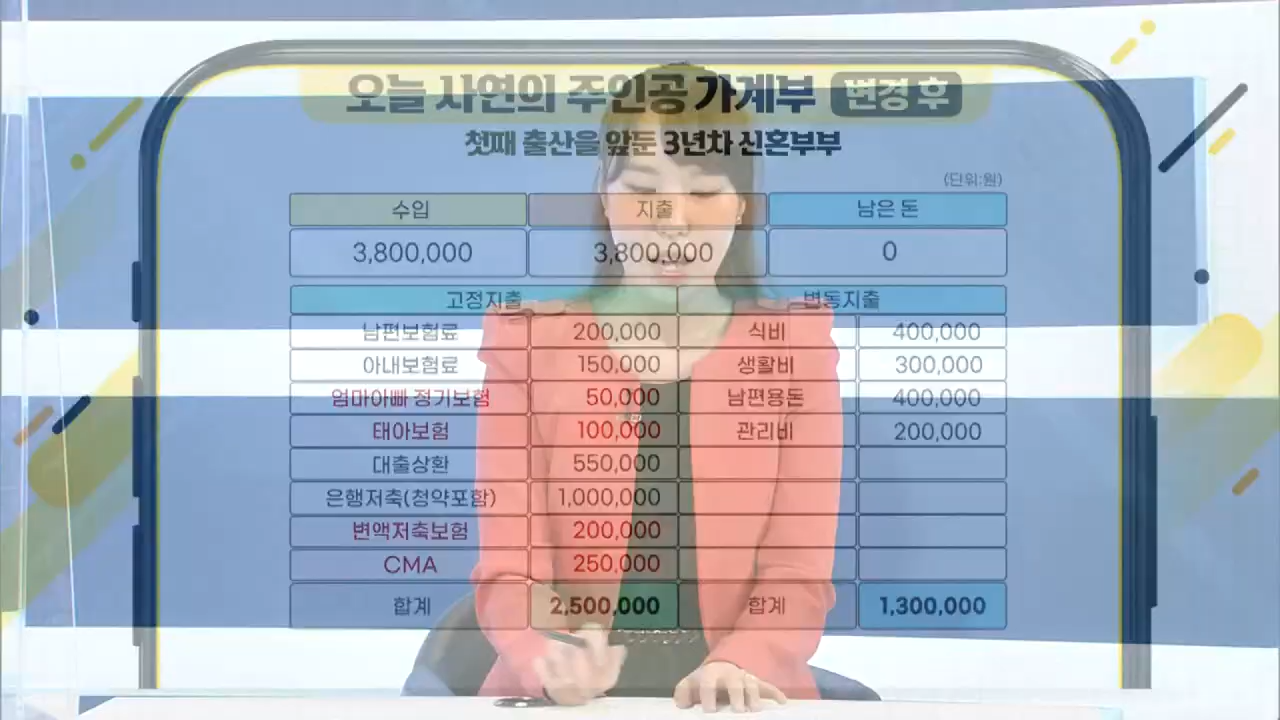 오늘 사연의 주인공 가계부 변경 후
첫째 출산을 앞둔 3년차 신혼부부
(단위:원)
수입 지출 남은 돈
3,800,000 3,800,000 0
고정지출 변동지출
남편보험료 200,000 식비 400,000
아내보험료 150,000 생활비 300,000
엄마아빠 정기보험 50,000 남편용돈 400,000
태아보험 100,000 관리비 200,000
대출상환 550,000
은행저축(청약포함) 1,000,000
변액저축보험 200,000
CMA 250,000
합계 2,500,000 합계 1,300,000